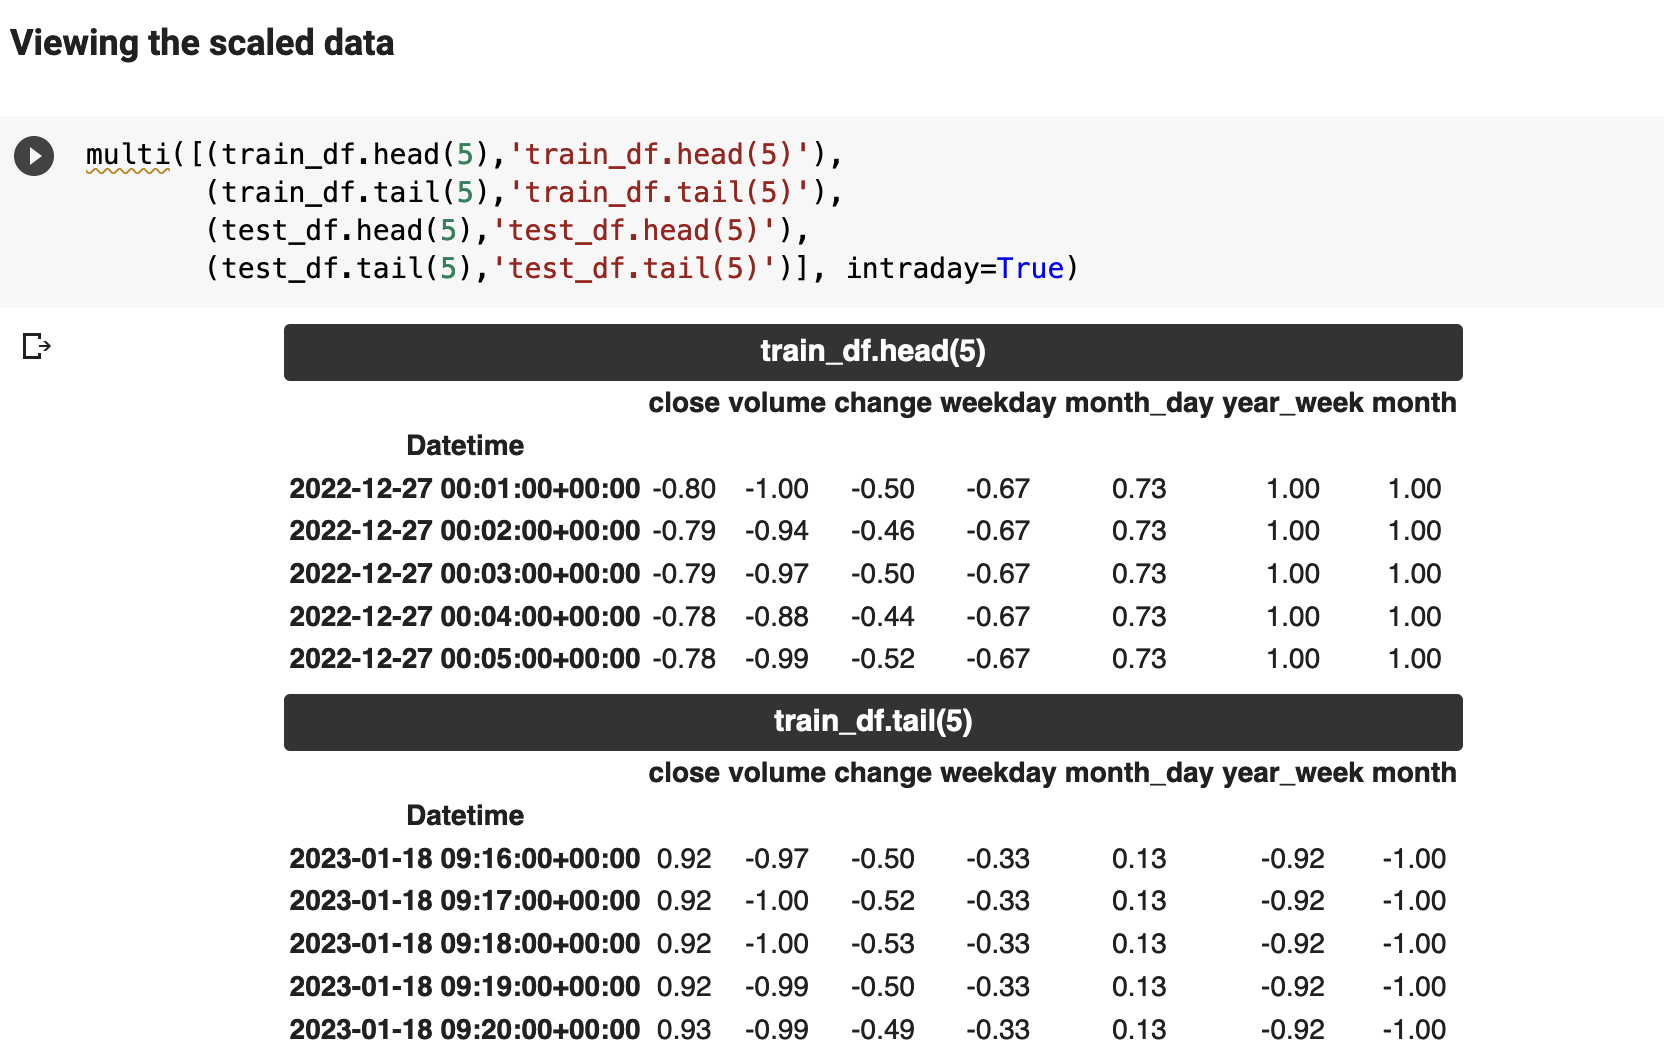 Viewing the scaled data
multi([(train_df.head(5),'train_df.head(5)'),
(train_df.tail(5),'train_df.tail(5)'),
(test_df.head(5),'test_df.head(5)'),
(test_df.tail(5),'test_df.tail(5)')], intraday=True)
train_df.head(5)
close volume change weekday month_day year_week month
Datetime
2022-12-27 00:01:00+00:00 -0.80 -1.00 -0.50 -0.67 0.73 1.00 1.00
2022-12-27 00:02:00+00:00 -0.79 -0.94 -0.46 -0.67 0.73 1.00 1.00
2022-12-27 00:03:00+00:00 -0.79 -0.97 -0.50 -0.67 0.73 1.00 1.00
2022-12-27 00:04:00+00:00 -0.78 -0.88 -0.44 -0.67 0.73 1.00 1.00
2022-12-27 00:05:00+00:00 -0.78 -0.99 -0.52 -0.67 0.73 1.00 1.00
train_df.tail(5)
close volume change weekday month_day year_week month
Datetime
2023-01-18 09:16:00+00:00 0.92 -0.97 -0.50 -0.33 0.13 -0.92 -1.00
2023-01-18 09:17:00+00:00 0.92 -1.00 -0.52 -0.33 0.13 -0.92 -1.00
2023-01-18 09:18:00+00:00 0.92 -1.00 -0.53 -0.33 0.13 -0.92 -1.00
2023-01-18 09:19:00+00:00 0.92 -0.99 -0.50 -0.33 0.13 -0.92 -1.00
2023-01-18 09:20:00+00:00 0.93 -0.99 -0.49 -0.33 0.13 -0.92 -1.00